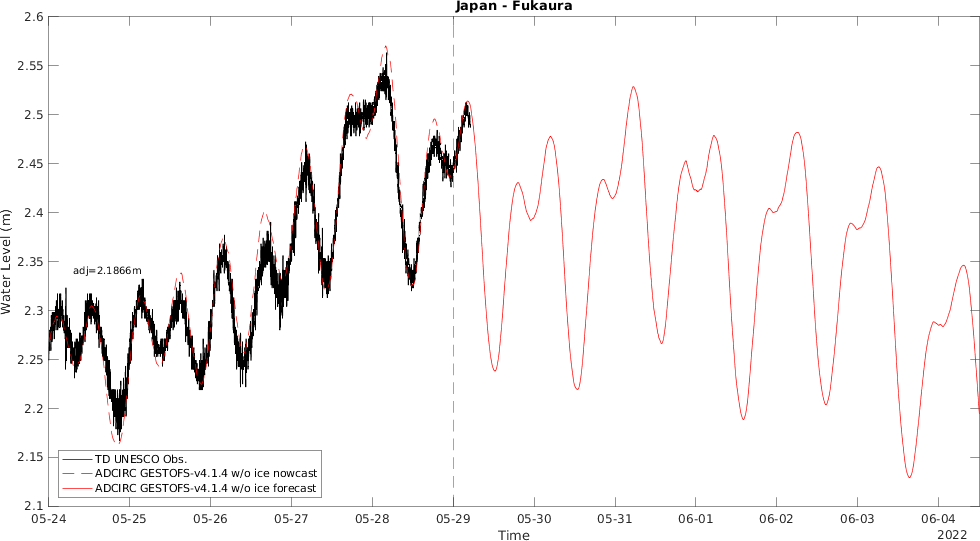 Japan - Fukaura
2.6
2.55
2.5
2.45
2.4
2.35
2.3
2.25
2.2
2.15
2.1
Water Level (m)
adj=2.1866m
TD UNESCO Obs.
ADCIRC GESTOFS-v4.1.4 w/o ice nowcast
ADCIRC GESTOFS-v4.1.4 w/o ice forecast
05-24 05-25 05-26 05-27 05-28 05-29 05-30 05-31 06-01 06-02 06-03 06-04
Time
2022